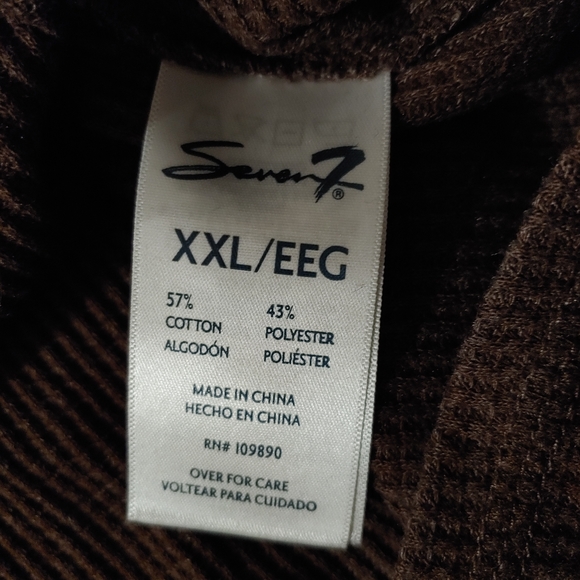 Seven7®
XXL/EEG
57% 43%
COTTON POLYESTER
ALGODÓN POLIÉSTER
MADE IN CHINA
HECHO EN CHINA
RN# 109890
OVER FOR CARE
VOLTEAR PARA CUIDADO